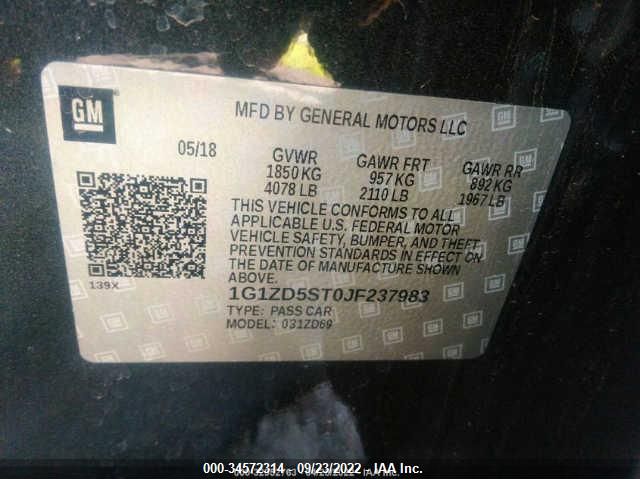 GM
MFD BY GENERAL MOTORS LLC
05/18 GVWR GAWR FRT GAWR RR
1850 KG 957 KG 892 KG
4078 LB 2110 LB 1967 LB
THIS VEHICLE CONFORMS TO ALL
APPLICABLE U.S. FEDERAL MOTOR
VEHICLE SAFETY, BUMPER, AND THEFT
PREVENTION STANDARDS IN EFFECT ON
THE DATE OF MANUFACTURE SHOWN
ABOVE.
139X
1G1ZD5ST0JF237983
TYPE: PASS CAR
MODEL: 031ZD69
000-34572314 - 09/23/2022 - IAA Inc.